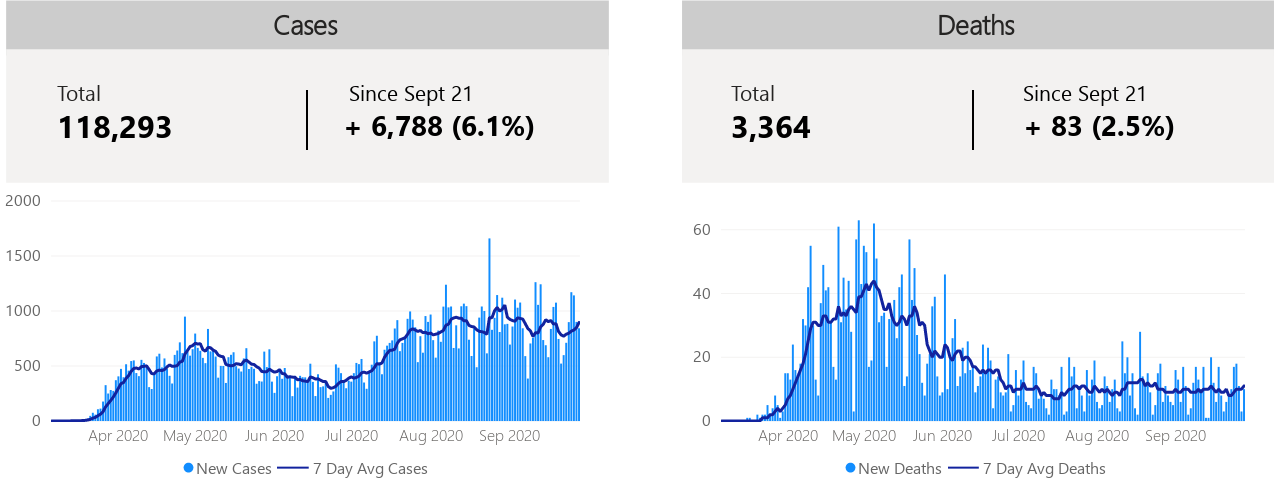 Cases
Total
118,293
Since Sept 21
+ 6,788 (6.1%)
2000
1500
1000
500
0
Apr 2020 May 2020 Jun 2020 Jul 2020 Aug 2020 Sep 2020
New Cases 7 Day Avg Cases
Deaths
Total
3,364
Since Sept 21
+ 83 (2.5%)
60
40
20
0
Apr 2020 May 2020 Jun 2020 Jul 2020 Aug 2020 Sep 2020
New Deaths 7 Day Avg Deaths